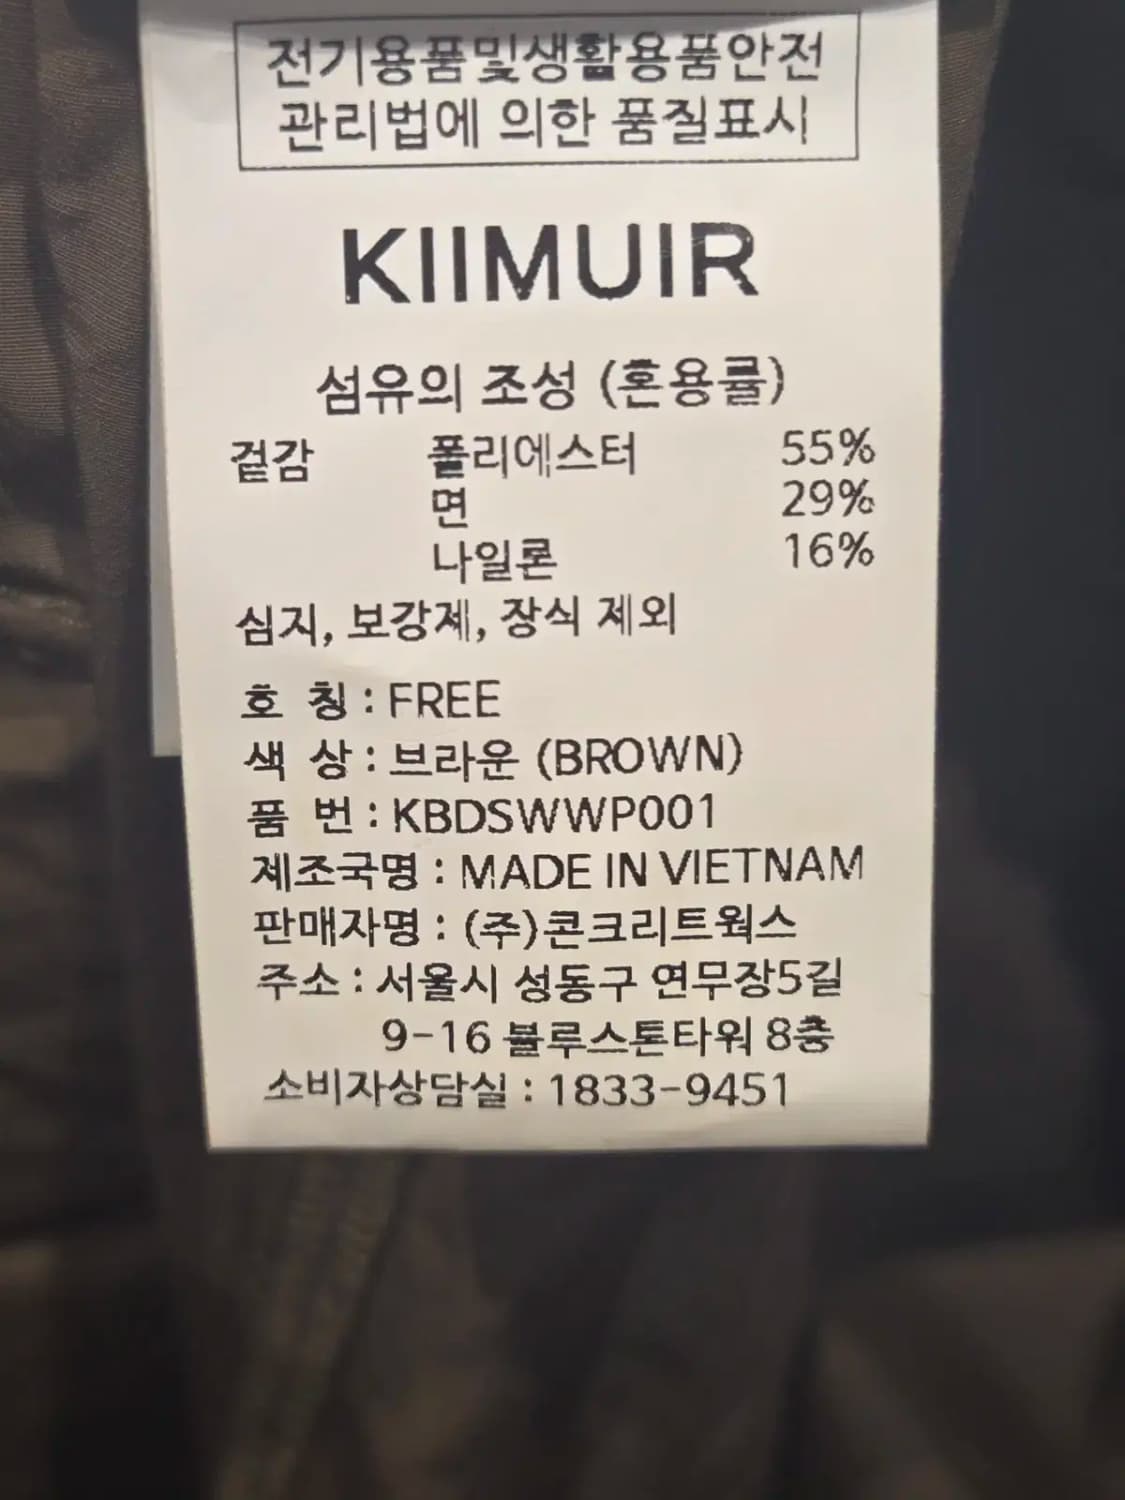 전기용품및생활용품안전
관리법에 의한 품질표시
KIIMUIR
섬유의 조성 (혼용률)
겉감 폴리에스터 55%
면 29%
나일론 16%
심지, 보강제, 장식 제외
호 칭 : FREE
색 상 : 브라운 (BROWN)
품 번 : KBDSWWP001
제조국명 : MADE IN VIETNAM
판매자명 : (주)콘크리트웍스
주소 : 서울시 성동구 연무장5길
9-16 블루스톤타워 8층
소비자상담실 : 1833-9451